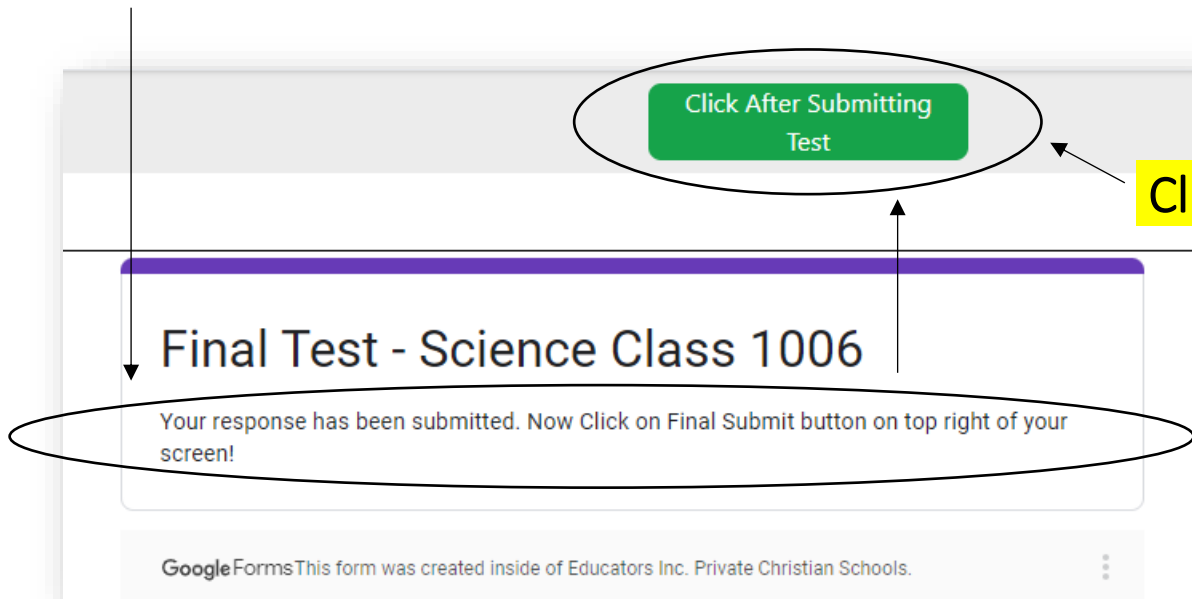 Click After Submitting
Test
Cl
Final Test - Science Class 1006
Your response has been submitted. Now Click on Final Submit button on top right of your
screen!
Google Forms This form was created inside of Educators Inc. Private Christian Schools.